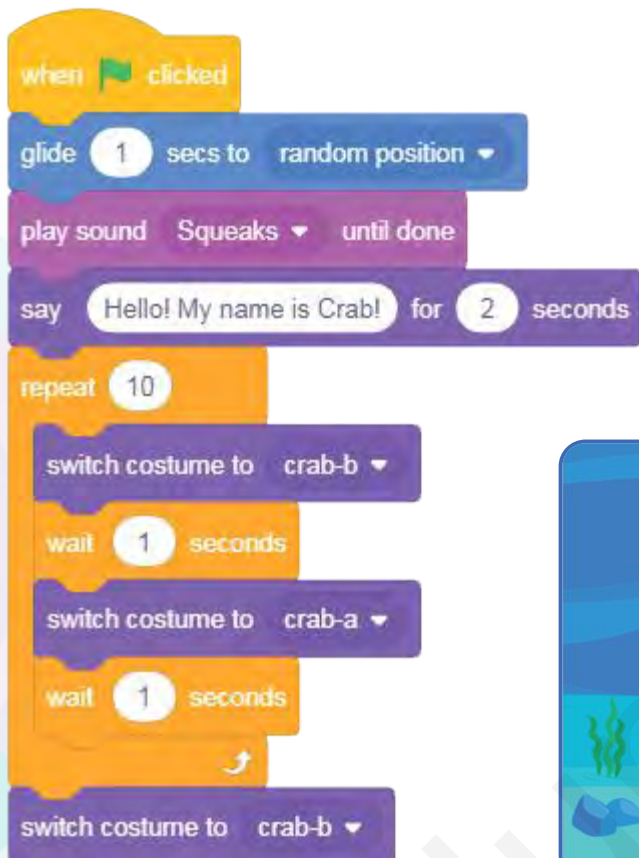 when clicked
glide 1 secs to random position
play sound Squeaks until done
say Hello! My name is Crab! for 2 seconds
repeat 10
switch costume to crab-b
wait 1 seconds
switch costume to crab-a
wait 1 seconds
switch costume to crab-b